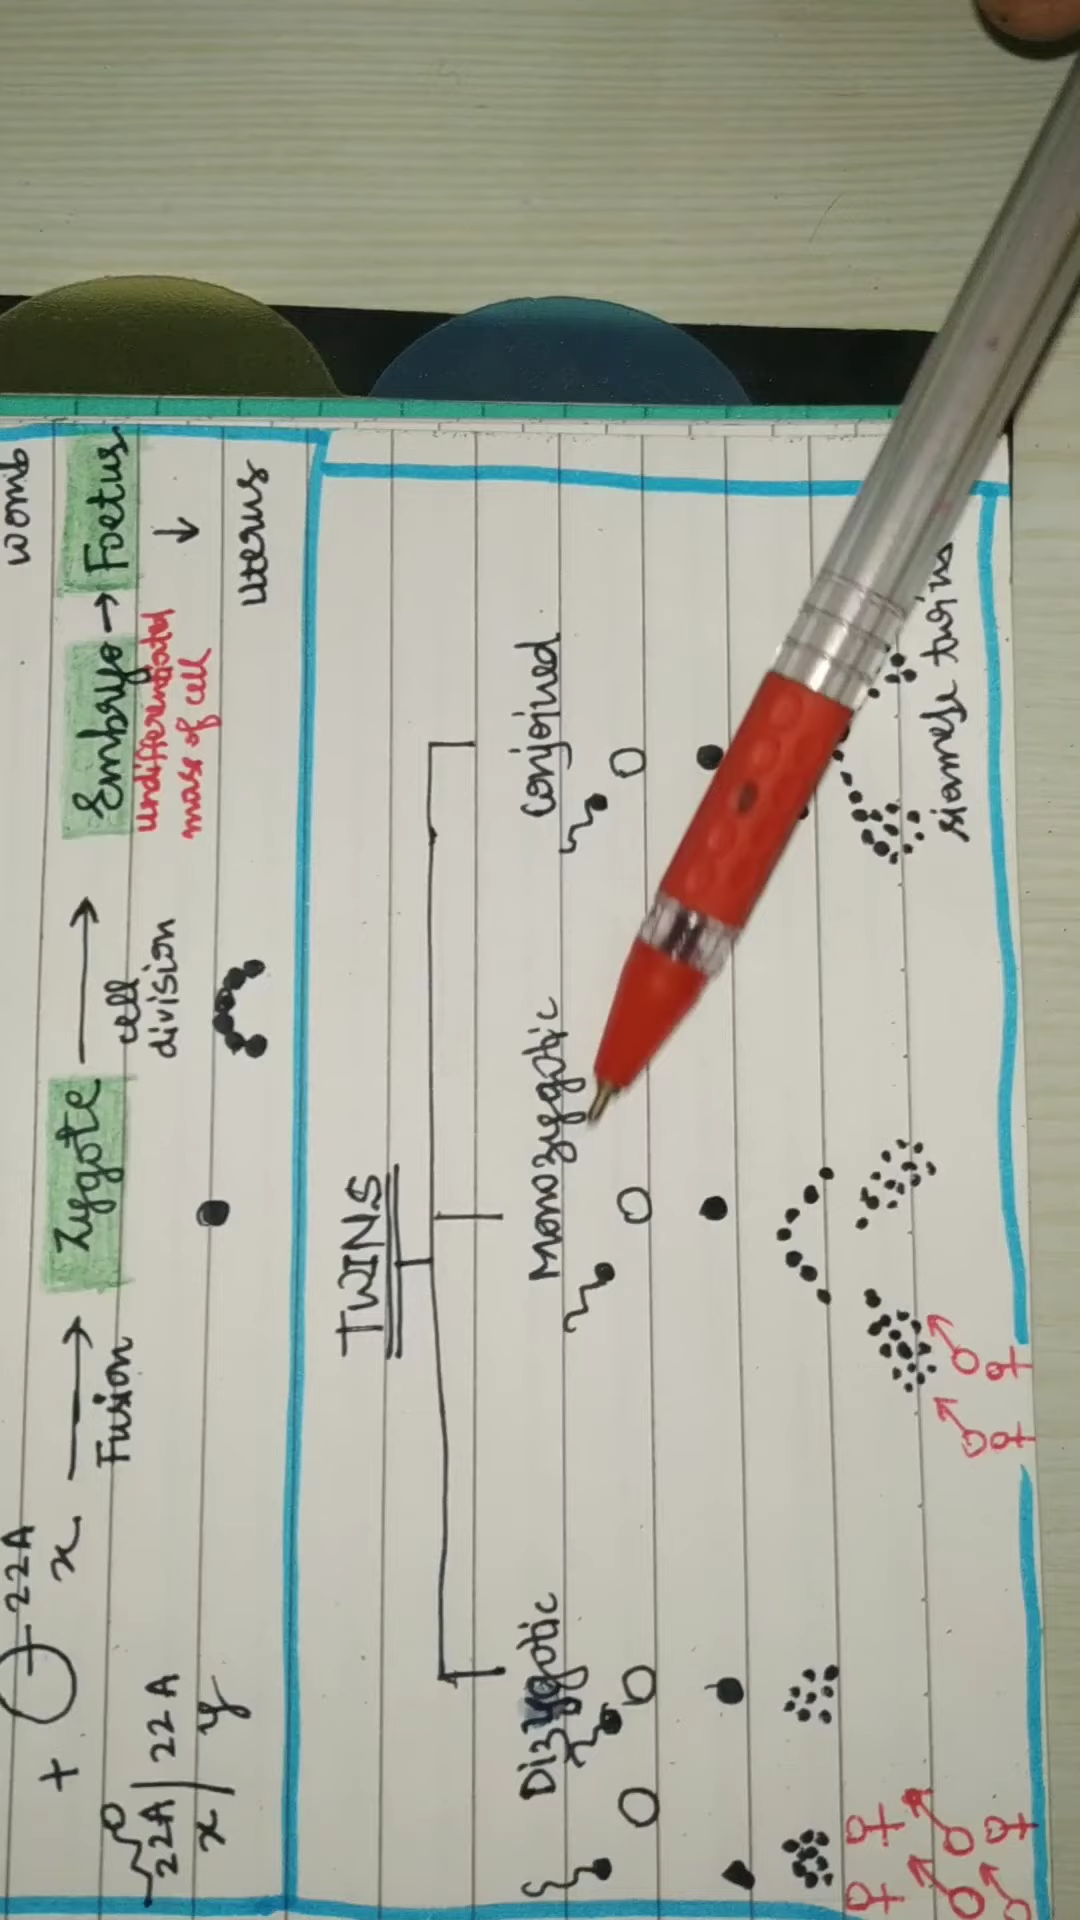 22A womb
+ x → Zygote → Embryo → Foetus
Fusion cell undifferentiated ↓
22A | 22A division mass of cell
x | y uterus
TWINS
Dizygotic Monozygotic Conjoined
siamese twins